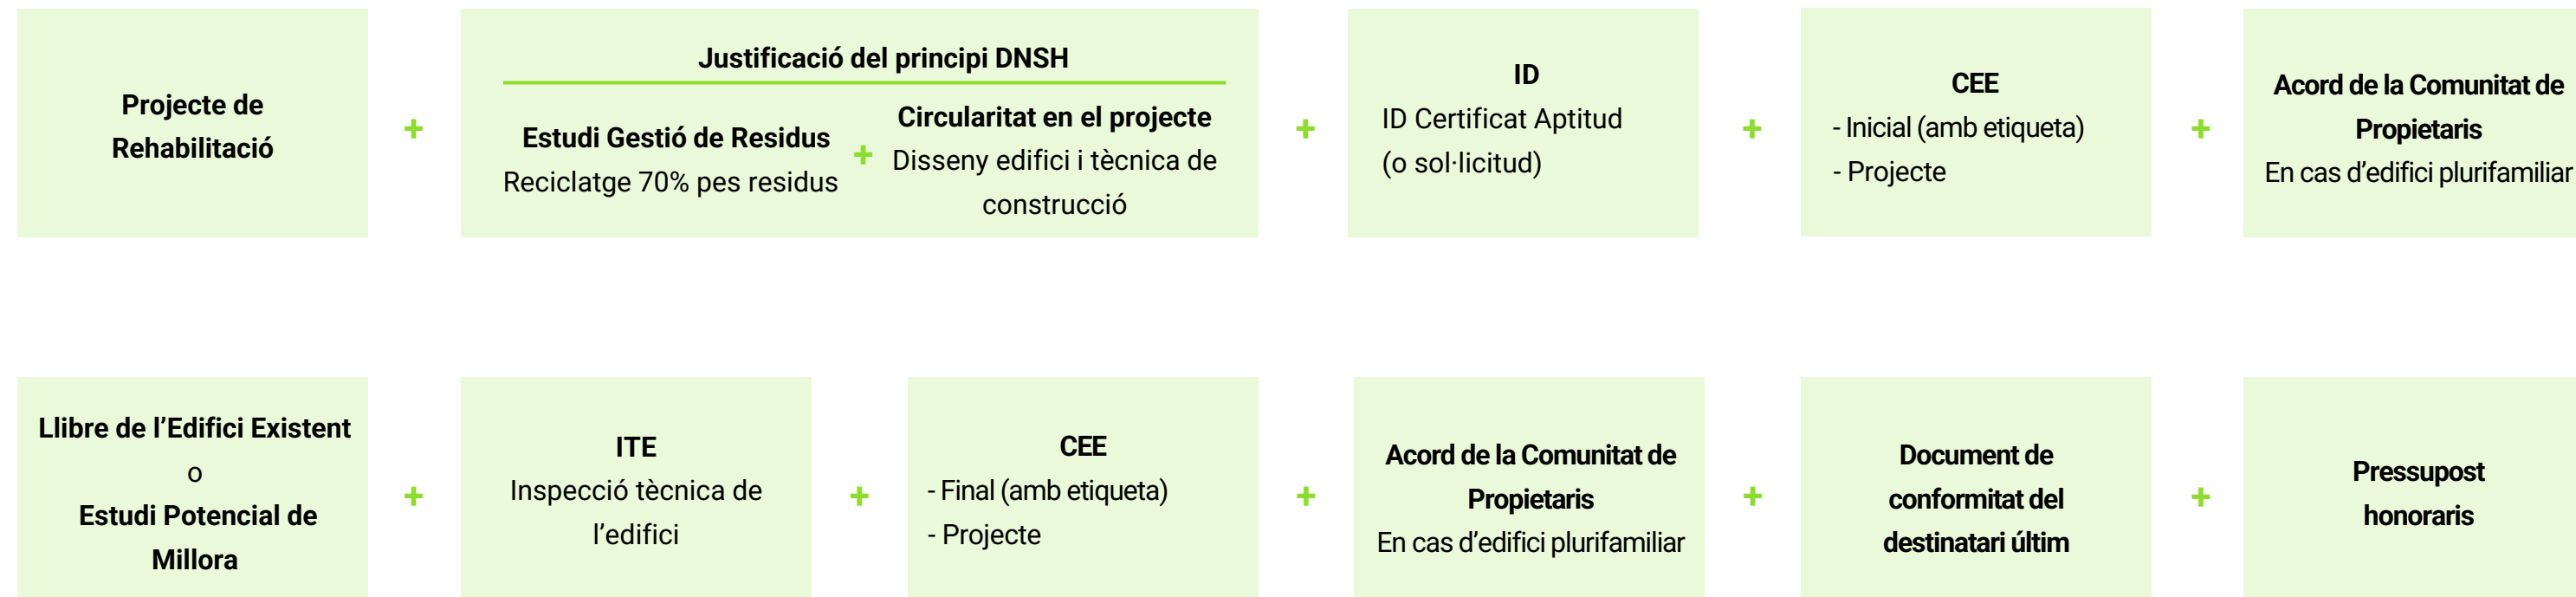 Projecte de
Rehabilitació
+
Justificació del principi DNSH
Estudi Gestió de Residus
Reciclatge 70% pes residus
+
Circularitat en el projecte
Disseny edifici i tècnica de
construcció
+
ID
ID Certificat Aptitud
(o sol·licitud)
+
CEE
- Inicial (amb etiqueta)
- Projecte
+
Acord de la Comunitat de
Propietaris
En cas d’edifici plurifamiliar
Llibre de l’Edifici Existent
o
Estudi Potencial de
Millora
+
ITE
Inspecció tècnica de
l’edifici
+
CEE
- Final (amb etiqueta)
- Projecte
+
Acord de la Comunitat de
Propietaris
En cas d’edifici plurifamiliar
+
Document de
conformitat del
destinatari últim
+
Pressupost
honoraris